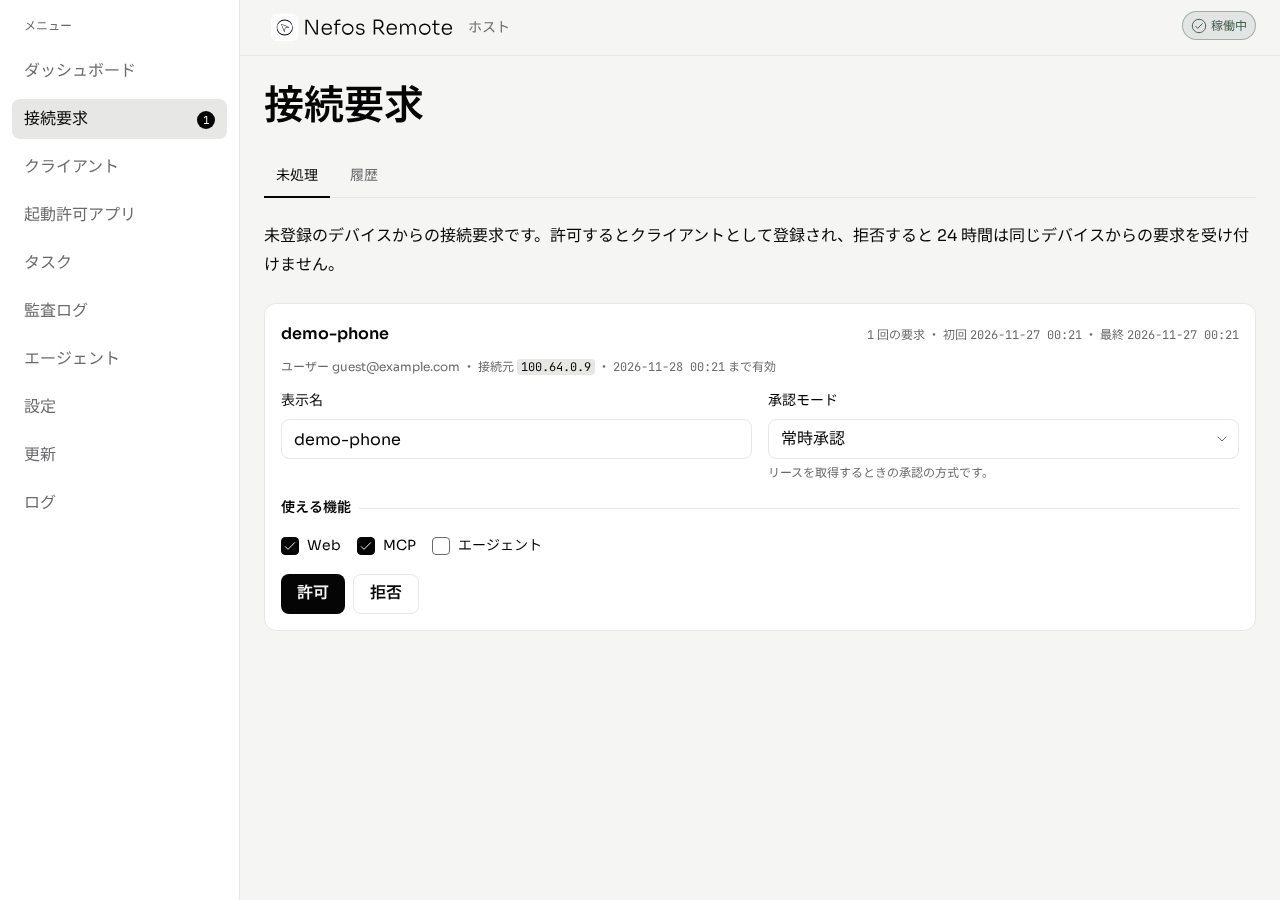 メニュー
ダッシュボード
接続要求 1
クライアント
起動許可アプリ
タスク
監査ログ
エージェント
設定
更新
ログ
Nefos Remote ホスト
稼働中
接続要求
未処理 履歴
未登録のデバイスからの接続要求です。許可するとクライアントとして登録され、拒否すると 24 時間は同じデバイスからの要求を受け付
けません。
demo-phone
1 回の要求 ・ 初回 2026-11-27 00:21 ・ 最終 2026-11-27 00:21
ユーザー guest@example.com ・ 接続元 100.64.0.9 ・ 2026-11-28 00:21 まで有効
表示名
demo-phone
承認モード
常時承認
リースを取得するときの承認の方式です。
使える機能
Web MCP エージェント
許可 拒否